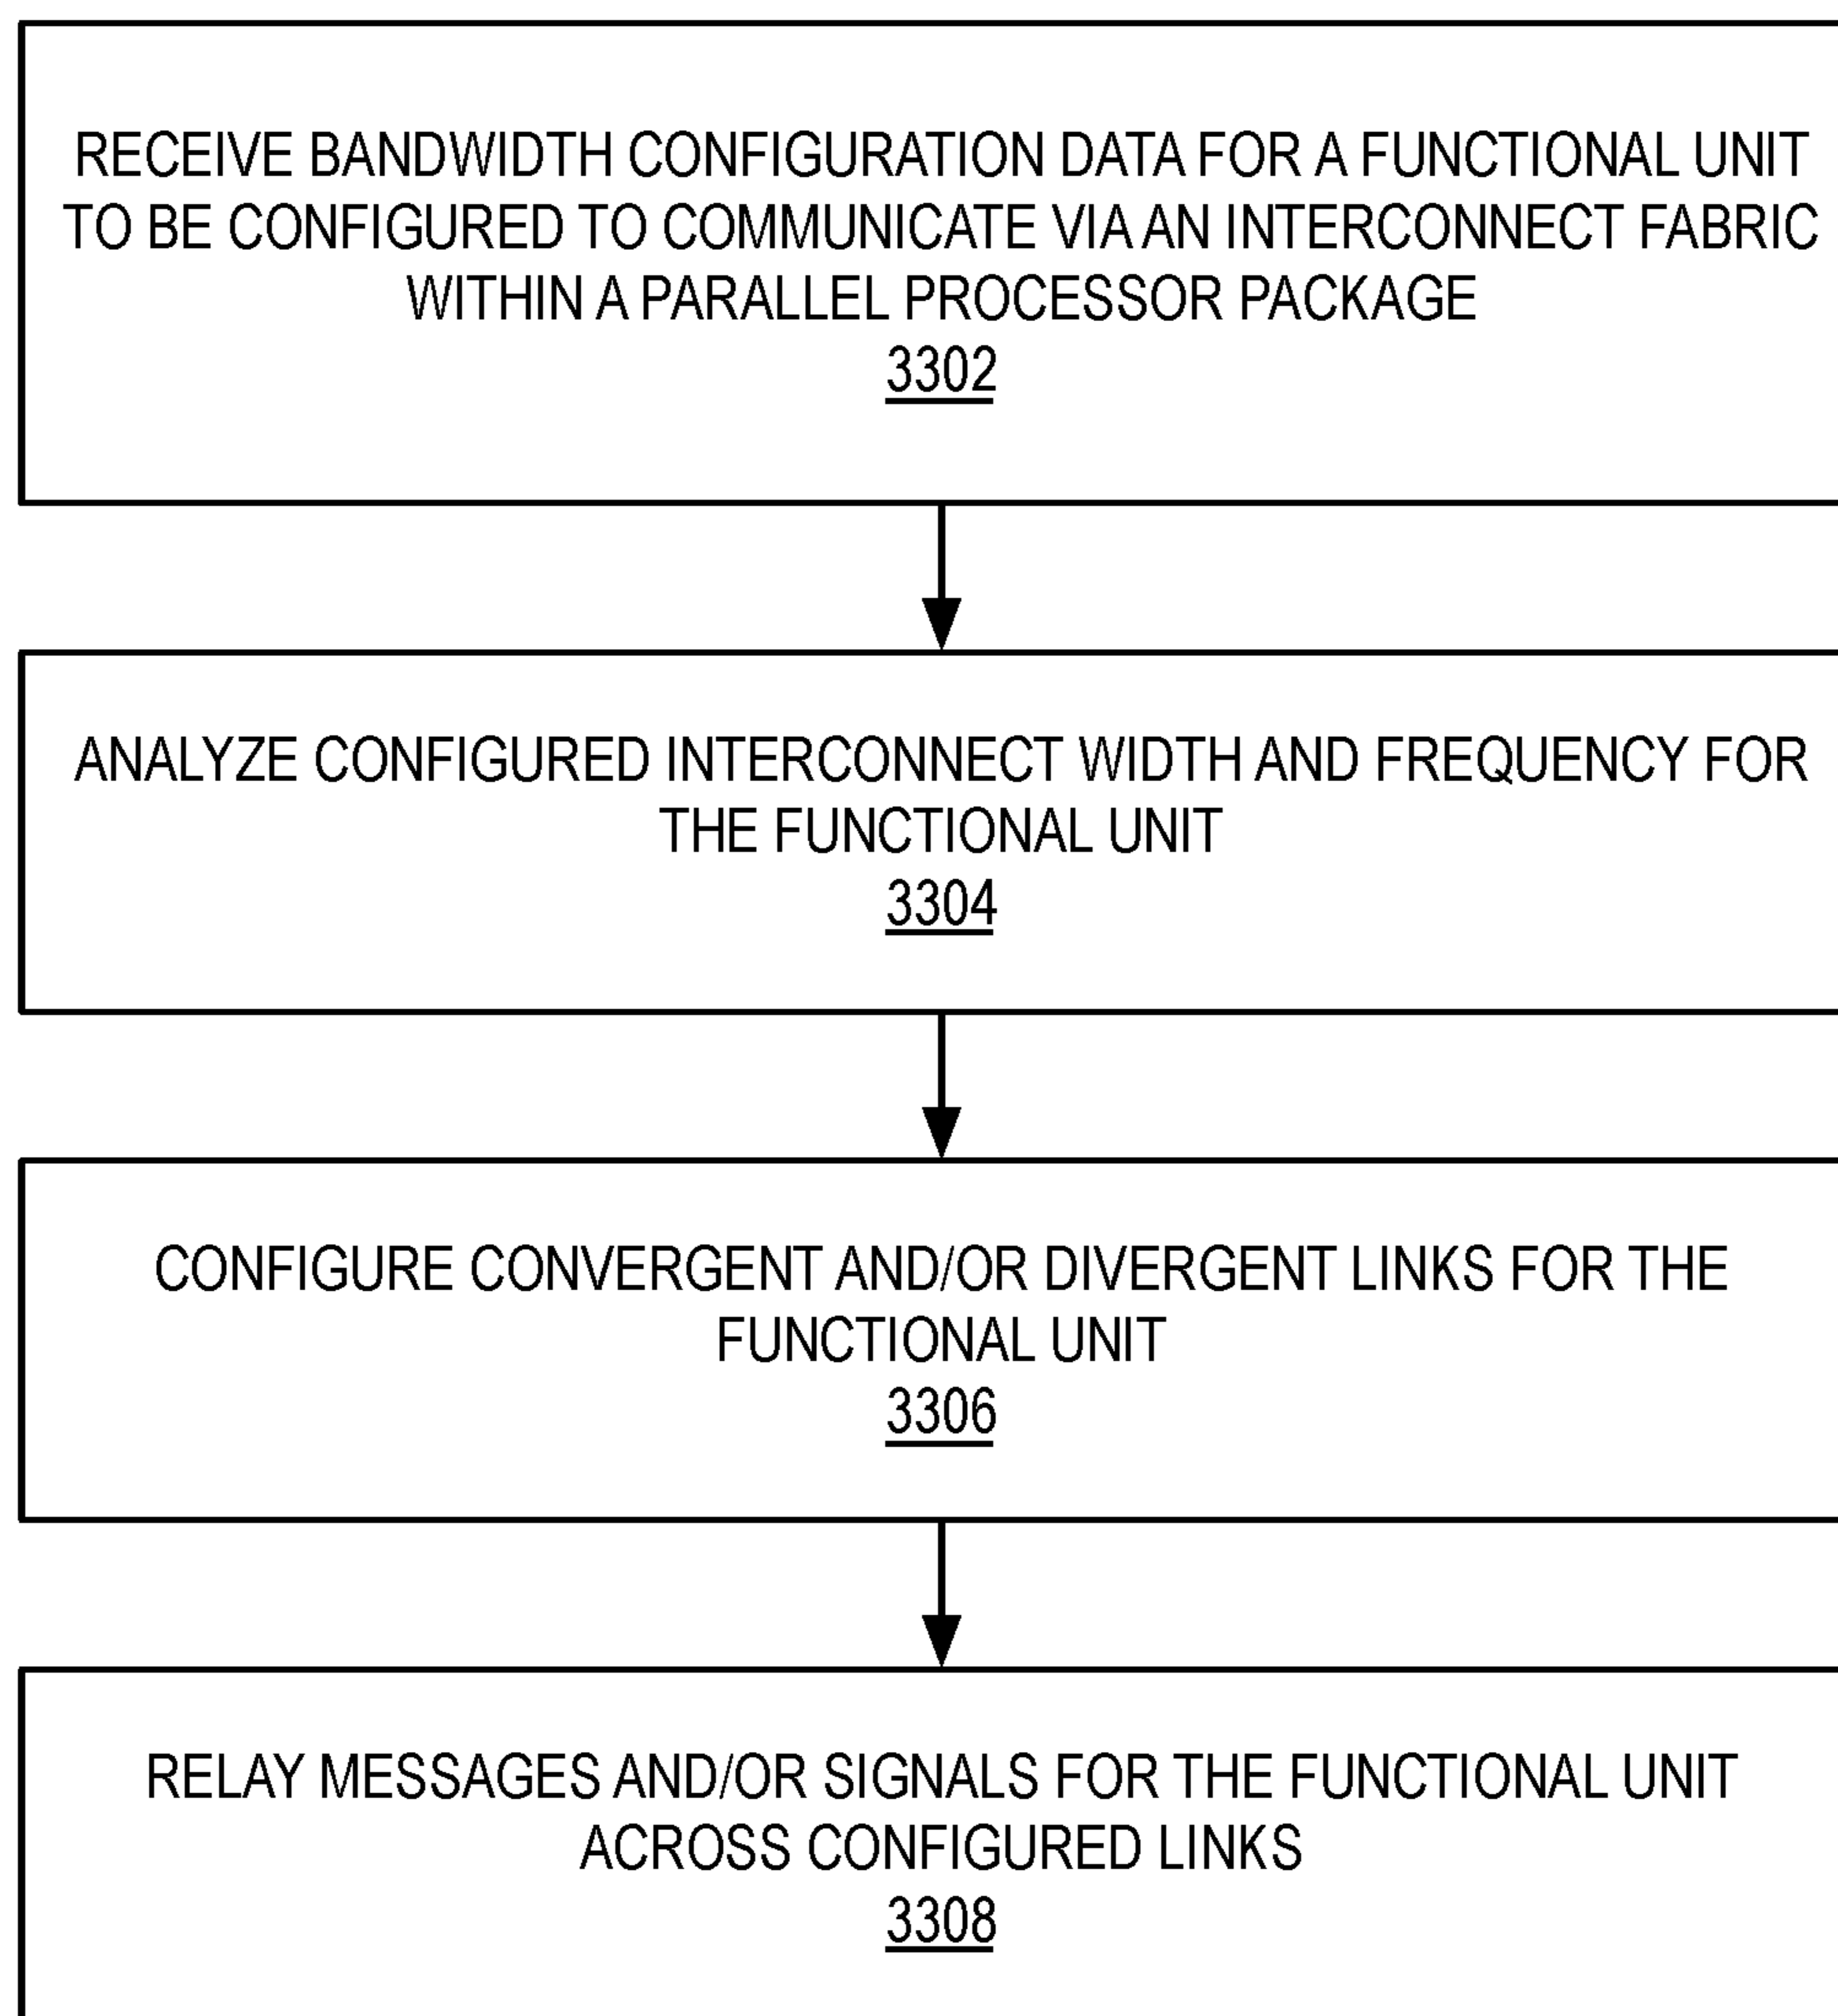 RECEIVE BANDWIDTH CONFIGURATION DATA FOR A FUNCTIONAL UNIT
TO BE CONFIGURED TO COMMUNICATE VIA AN INTERCONNECT FABRIC
WITHIN A PARALLEL PROCESSOR PACKAGE
3302
ANALYZE CONFIGURED INTERCONNECT WIDTH AND FREQUENCY FOR
THE FUNCTIONAL UNIT
3304
CONFIGURE CONVERGENT AND/OR DIVERGENT LINKS FOR THE
FUNCTIONAL UNIT
3306
RELAY MESSAGES AND/OR SIGNALS FOR THE FUNCTIONAL UNIT
ACROSS CONFIGURED LINKS
3308